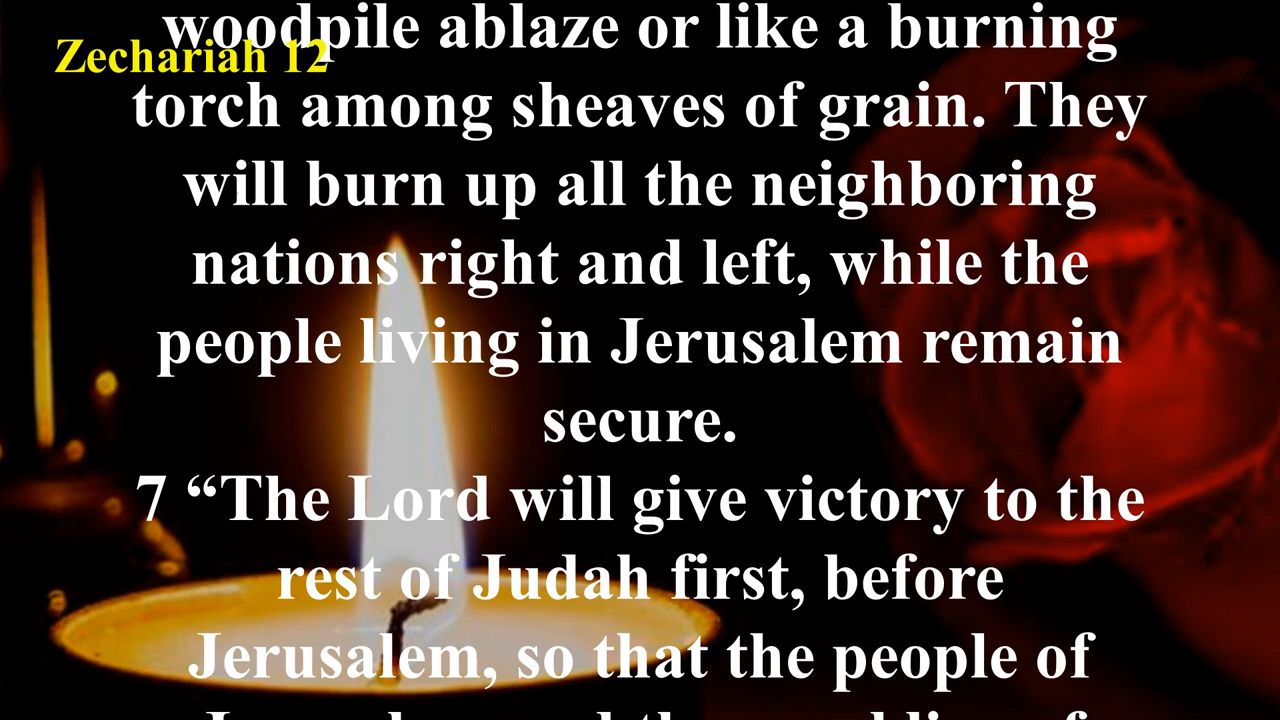 woodpile ablaze or like a burning
Zechariah 12
torch among sheaves of grain. They
will burn up all the neighboring
nations right and left, while the
people living in Jerusalem remain
secure.
7 “The Lord will give victory to the
rest of Judah first, before
Jerusalem, so that the people of